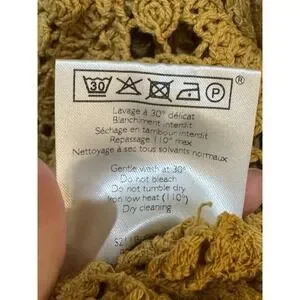 30 P ®
Lavage à 30° délicat
Blanchiment interdit
Séchage en tambour interdit
Repassage 110° max
Nettoyage à sec tous solvants normaux
Gentle wash at 30°
Do not bleach
Do not tumble dry
Iron low heat (110°)
Dry cleaning